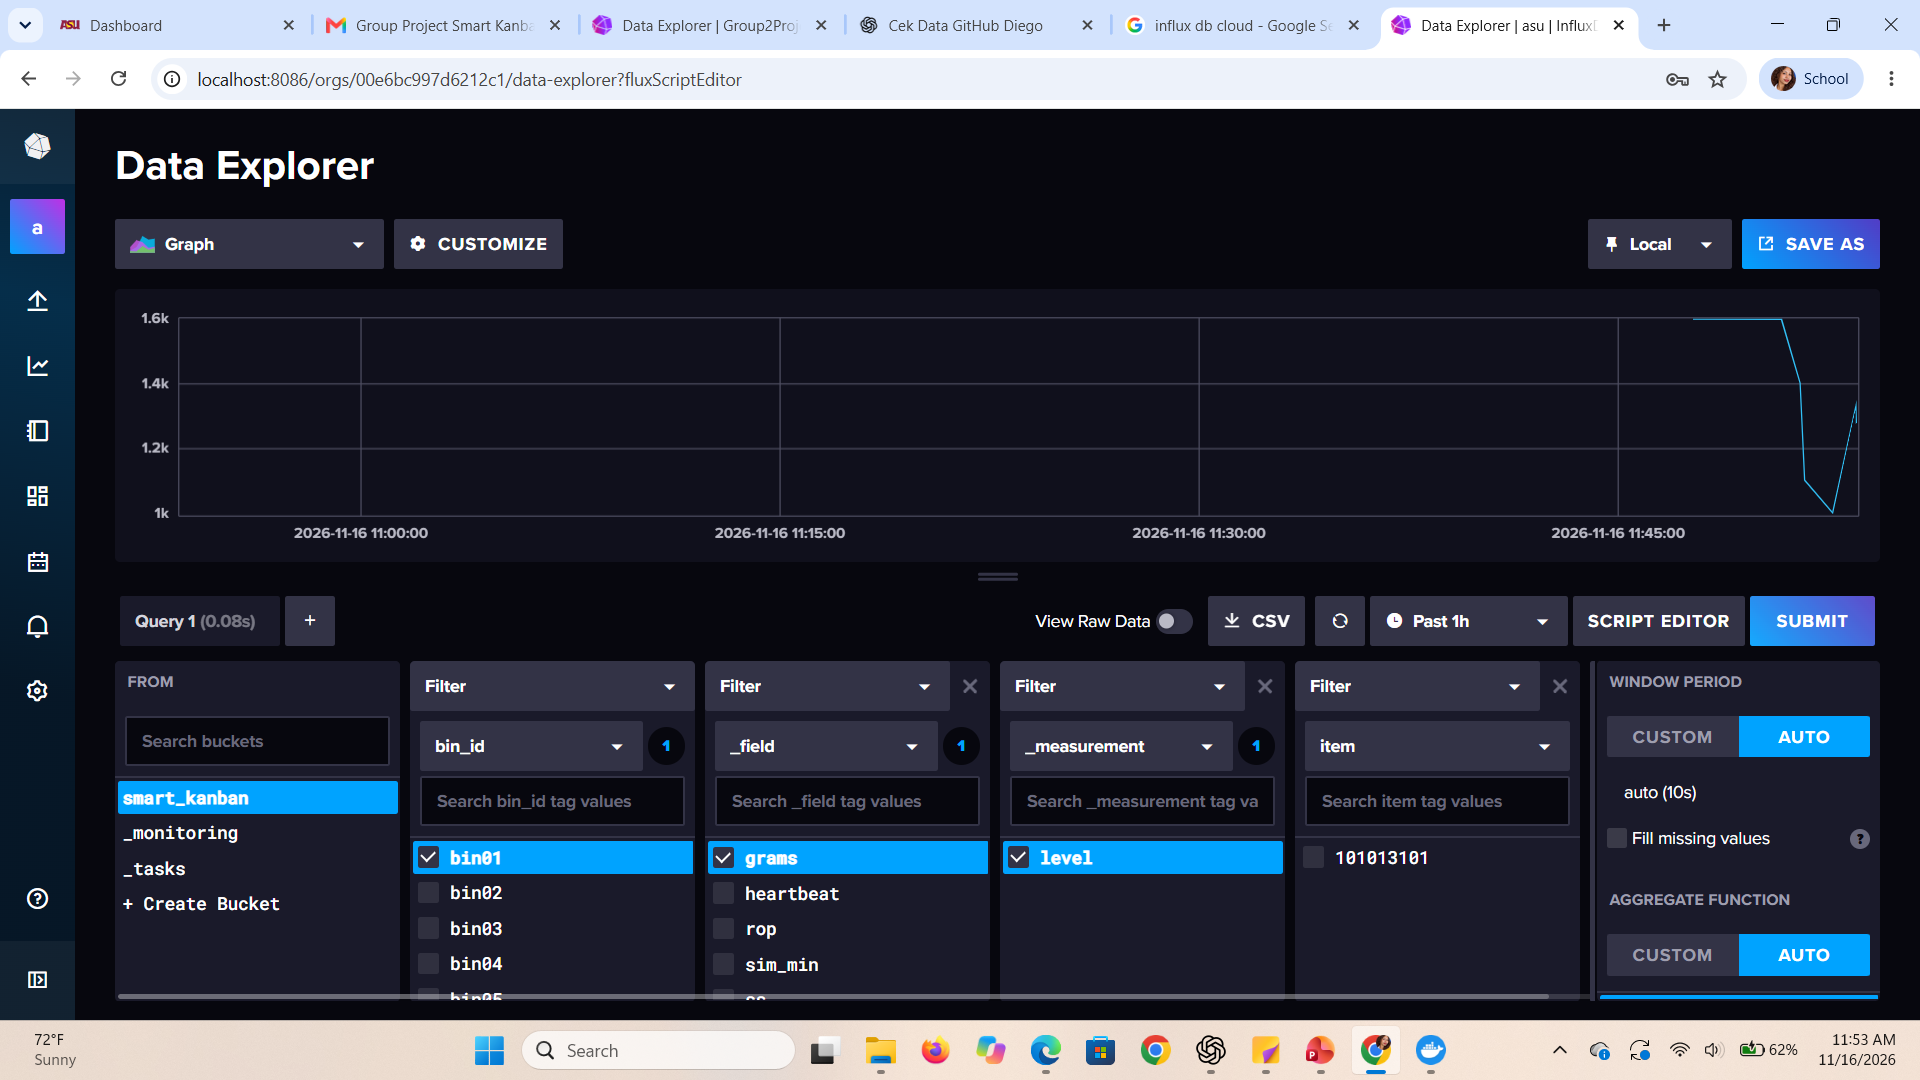 ASU Dashboard
Group Project Smart Kanba
Data Explorer | Group2Proj
Cek Data GitHub Diego
influx db cloud - Google Se
Data Explorer | asu | InfluxD
localhost:8086/orgs/00e6bc997d6212c1/data-explorer?fluxScriptEditor
School
a
Data Explorer
Graph
CUSTOMIZE
Local
SAVE AS
1.6k
1.4k
1.2k
1k
2026-11-16 11:00:00
2026-11-16 11:15:00
2026-11-16 11:30:00
2026-11-16 11:45:00
Query 1 (0.08s)
+
View Raw Data
CSV
Past 1h
SCRIPT EDITOR
SUBMIT
FROM
Search buckets
smart_kanban
_monitoring
_tasks
+ Create Bucket
Filter
bin_id
1
Search bin_id tag values
bin01
bin02
bin03
bin04
bin05
Filter
_field
1
Search _field tag values
grams
heartbeat
rop
sim_min
Filter
_measurement
1
Search _measurement tag va
level
Filter
item
Search item tag values
101013101
WINDOW PERIOD
CUSTOM
AUTO
auto (10s)
Fill missing values
?
AGGREGATE FUNCTION
CUSTOM
AUTO
72°F
Sunny
Search
62%
11:53 AM
11/16/2026